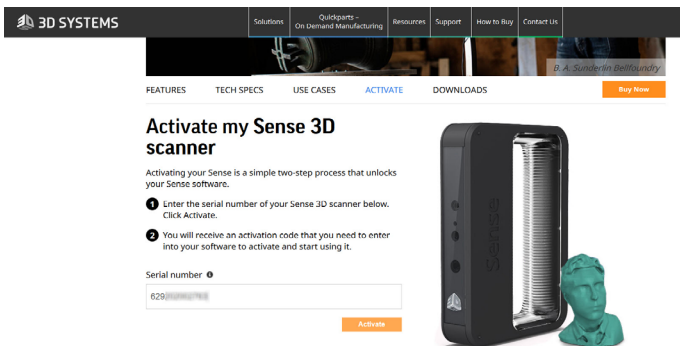 3D SYSTEMS
Solutions
Quickparts –
On Demand Manufacturing
Resources
Support
How to Buy
Contact Us
B. A. Sunderlin Bellfoundry
FEATURES TECH SPECS USE CASES ACTIVATE DOWNLOADS Buy Now
Activate my Sense 3D
scanner
Activating your Sense is a simple two-step process that unlocks
your Sense software.
1 Enter the serial number of your Sense 3D scanner below.
Click Activate.
2 You will receive an activation code that you need to enter
into your software to activate and start using it.
Serial number
629
Activate
Sense